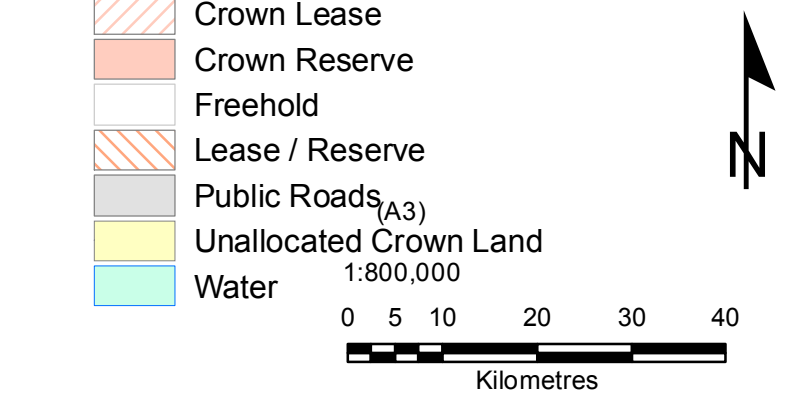 Crown Lease
Crown Reserve
Freehold
Lease / Reserve
Public Roads
(A3)
Unallocated Crown Land
1:800,000
Water
0 5 10 20 30 40
Kilometres
N